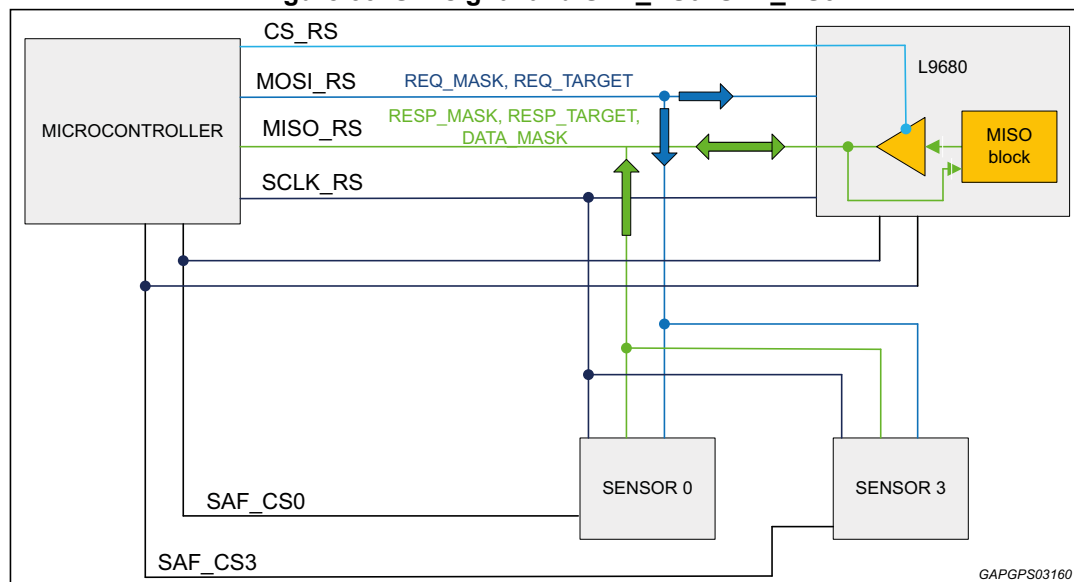 CS_RS
L9680
MOSI_RS
REQ_MASK, REQ_TARGET
MICROCONTROLLER
MISO_RS
RESP_MASK, RESP_TARGET,
DATA_MASK
MISO
block
SCLK_RS
SENSOR 0
SENSOR 3
SAF_CS0
SAF_CS3
GAPGPS03160